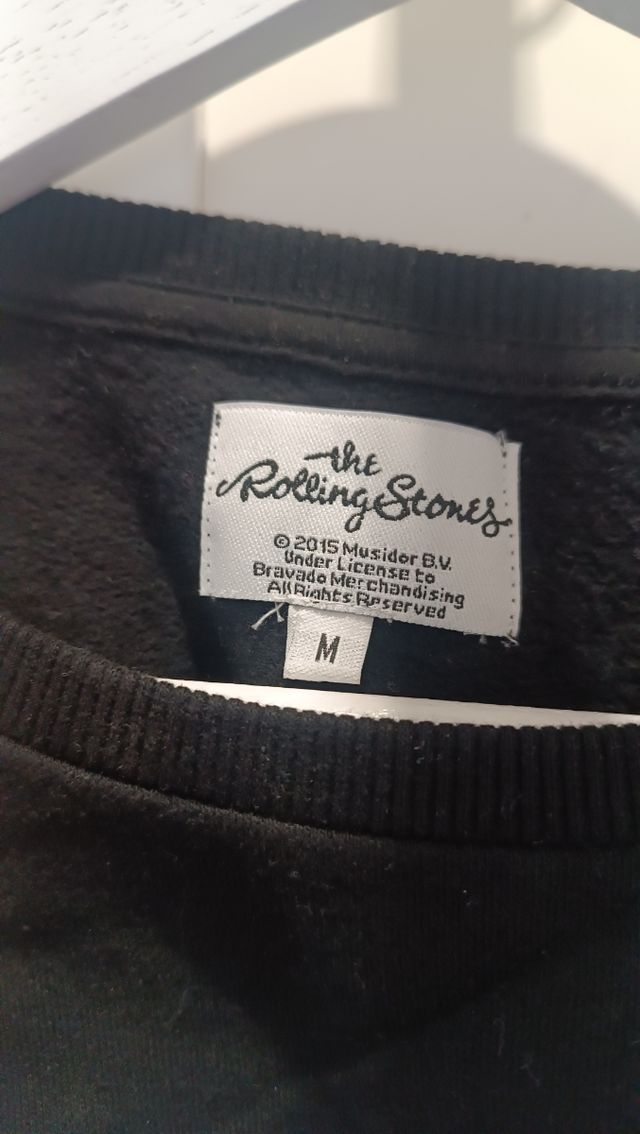 the
Rolling Stones
© 2015 Musidor B.V.
Under License to
Bravado Merchandising
All Rights Reserved
M